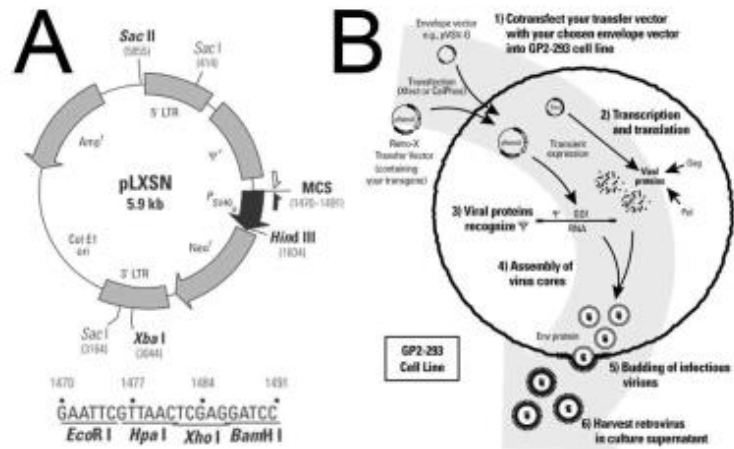 A
Sac II
(5855)
Sac I
(414)
5' LTR
Ampr
Ψ+
pLXSN
5.9 kb
PSV40
MCS
(1470–1491)
Hind III
Neor
Col E1
ori
3' LTR
Sac I
(3164)
Xba I
(3044)
1470 1477 1484 1491
GAATTCGTTAACTCGAGGATCC
EcoR I Hpa I Xho I BamH I
B
Envelope vector
e.g., pVSV-G
1) Cotransfect your transfer vector
with your chosen envelope vector
into GP2-293 cell line
Transfection
(Xfect or CalPhos)
Retro-X
Transfer Vector
(containing
your transgene)
2) Transcription
and translation
Transient
expression
Viral
proteins
Gag
Pol
3) Viral proteins
recognize Ψ+
Ψ+ GOI
RNA
4) Assembly of
virus cores
Env protein
GP2-293
Cell Line
5) Budding of infectious
virions
6) Harvest retrovirus
in culture supernatant